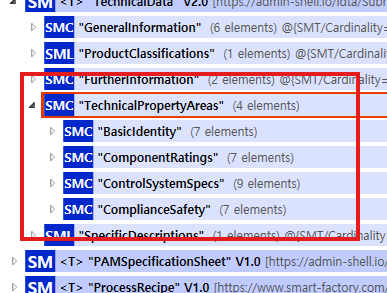 <T> "TechnicalData" V2.0 [https://admin-shell.io/idta/Subm
SMC "GeneralInformation" (6 elements) @{SMT/Cardinality=
SML "ProductClassifications" (1 elements) @{SMT/Cardin
SMC "FurtherInformation" (2 elements) @{SMT/Cardinality=
SMC "TechnicalPropertyAreas" (4 elements)
SMC "BasicIdentity" (7 elements)
SMC "ComponentRatings" (7 elements)
SMC "ControlSystemSpecs" (9 elements)
SMC "ComplianceSafety" (7 elements)
SML "SpecificDescriptions" (1 elements) @{SMT/Cardinality
SM <T> "PAMSpecificationSheet" V1.0 [https://admin-shell.io
SM <T> "ProcessRecipe" V1.0 [https://www.smart-factory.com